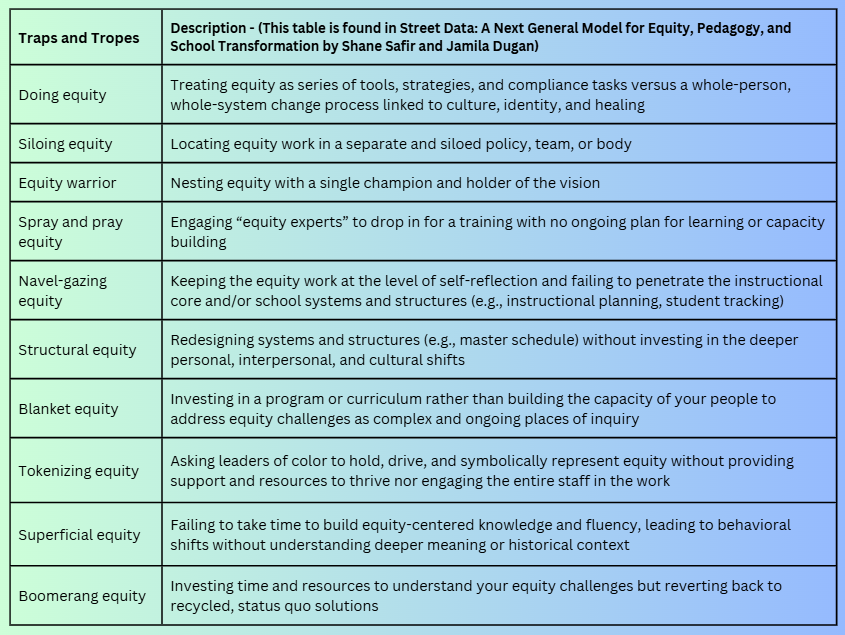 Traps and Tropes
Description - (This table is found in Street Data: A Next General Model for Equity, Pedagogy, and
School Transformation by Shane Safir and Jamila Dugan)
Doing equity
Treating equity as series of tools, strategies, and compliance tasks versus a whole-person,
whole-system change process linked to culture, identity, and healing
Siloing equity
Locating equity work in a separate and siloed policy, team, or body
Equity warrior
Nesting equity with a single champion and holder of the vision
Spray and pray
equity
Engaging “equity experts” to drop in for a training with no ongoing plan for learning or capacity
building
Navel-gazing
equity
Keeping the equity work at the level of self-reflection and failing to penetrate the instructional
core and/or school systems and structures (e.g., instructional planning, student tracking)
Structural equity
Redesigning systems and structures (e.g., master schedule) without investing in the deeper
personal, interpersonal, and cultural shifts
Blanket equity
Investing in a program or curriculum rather than building the capacity of your people to
address equity challenges as complex and ongoing places of inquiry
Tokenizing equity
Asking leaders of color to hold, drive, and symbolically represent equity without providing
support and resources to thrive nor engaging the entire staff in the work
Superficial equity
Failing to take time to build equity-centered knowledge and fluency, leading to behavioral
shifts without understanding deeper meaning or historical context
Boomerang equity
Investing time and resources to understand your equity challenges but reverting back to
recycled, status quo solutions